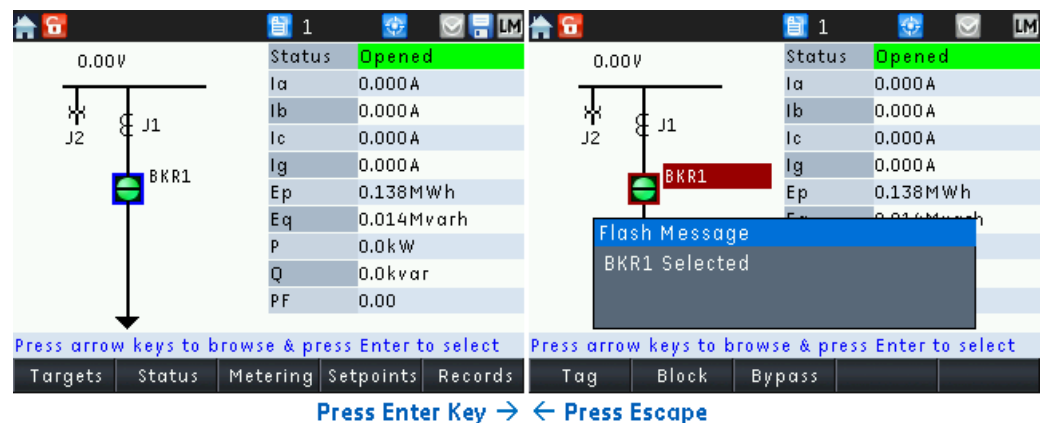 1 LM
0.00V
J2 J1
BKR1
Status Opened
Ia 0.000A
Ib 0.000A
Ic 0.000A
Ig 0.000A
Ep 0.138MWh
Eq 0.014Mvarh
P 0.0kW
Q 0.0kvar
PF 0.00
Press arrow keys to browse & press Enter to select
Targets Status Metering Setpoints Records
1 LM
0.00V
J2 J1
BKR1
Status Opened
Ia 0.000A
Ib 0.000A
Ic 0.000A
Ig 0.000A
Ep 0.138MWh
Flash Message
BKR1 Selected
Press arrow keys to browse & press Enter to select
Tag Block Bypass
Press Enter Key → ← Press Escape